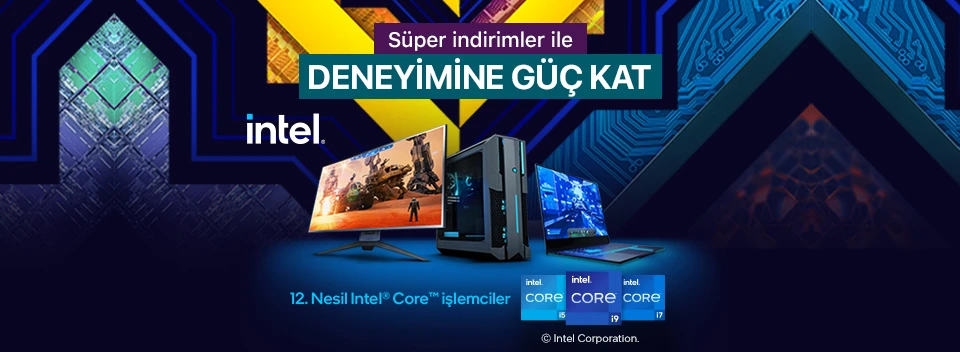 Süper indirimler ile
DENEYİMİNE GÜÇ KAT
intel.
12. Nesil Intel® Core™ işlemciler
intel.
CORE
i5
intel.
CORE
i9
intel.
CORE
i7
© Intel Corporation.